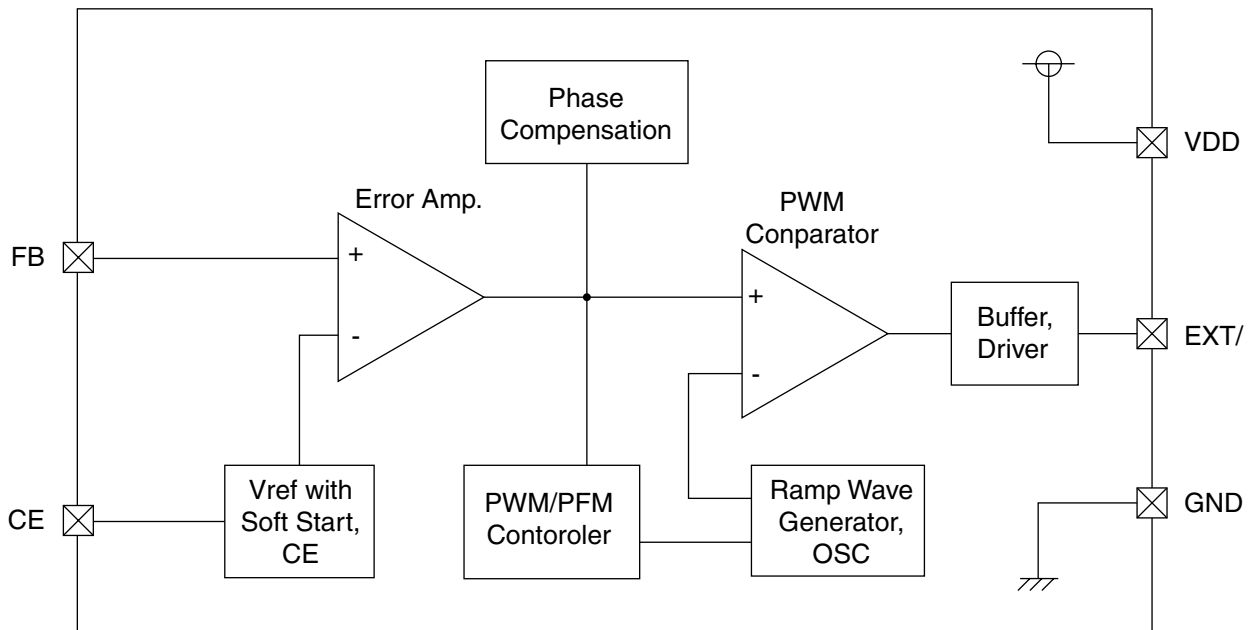 Phase
Compensation
VDD
Error Amp.
PWM
Conparator
FB
+
-
+
-
Buffer,
Driver
EXT/
CE
Vref with
Soft Start,
CE
PWM/PFM
Contoroler
Ramp Wave
Generator,
OSC
GND